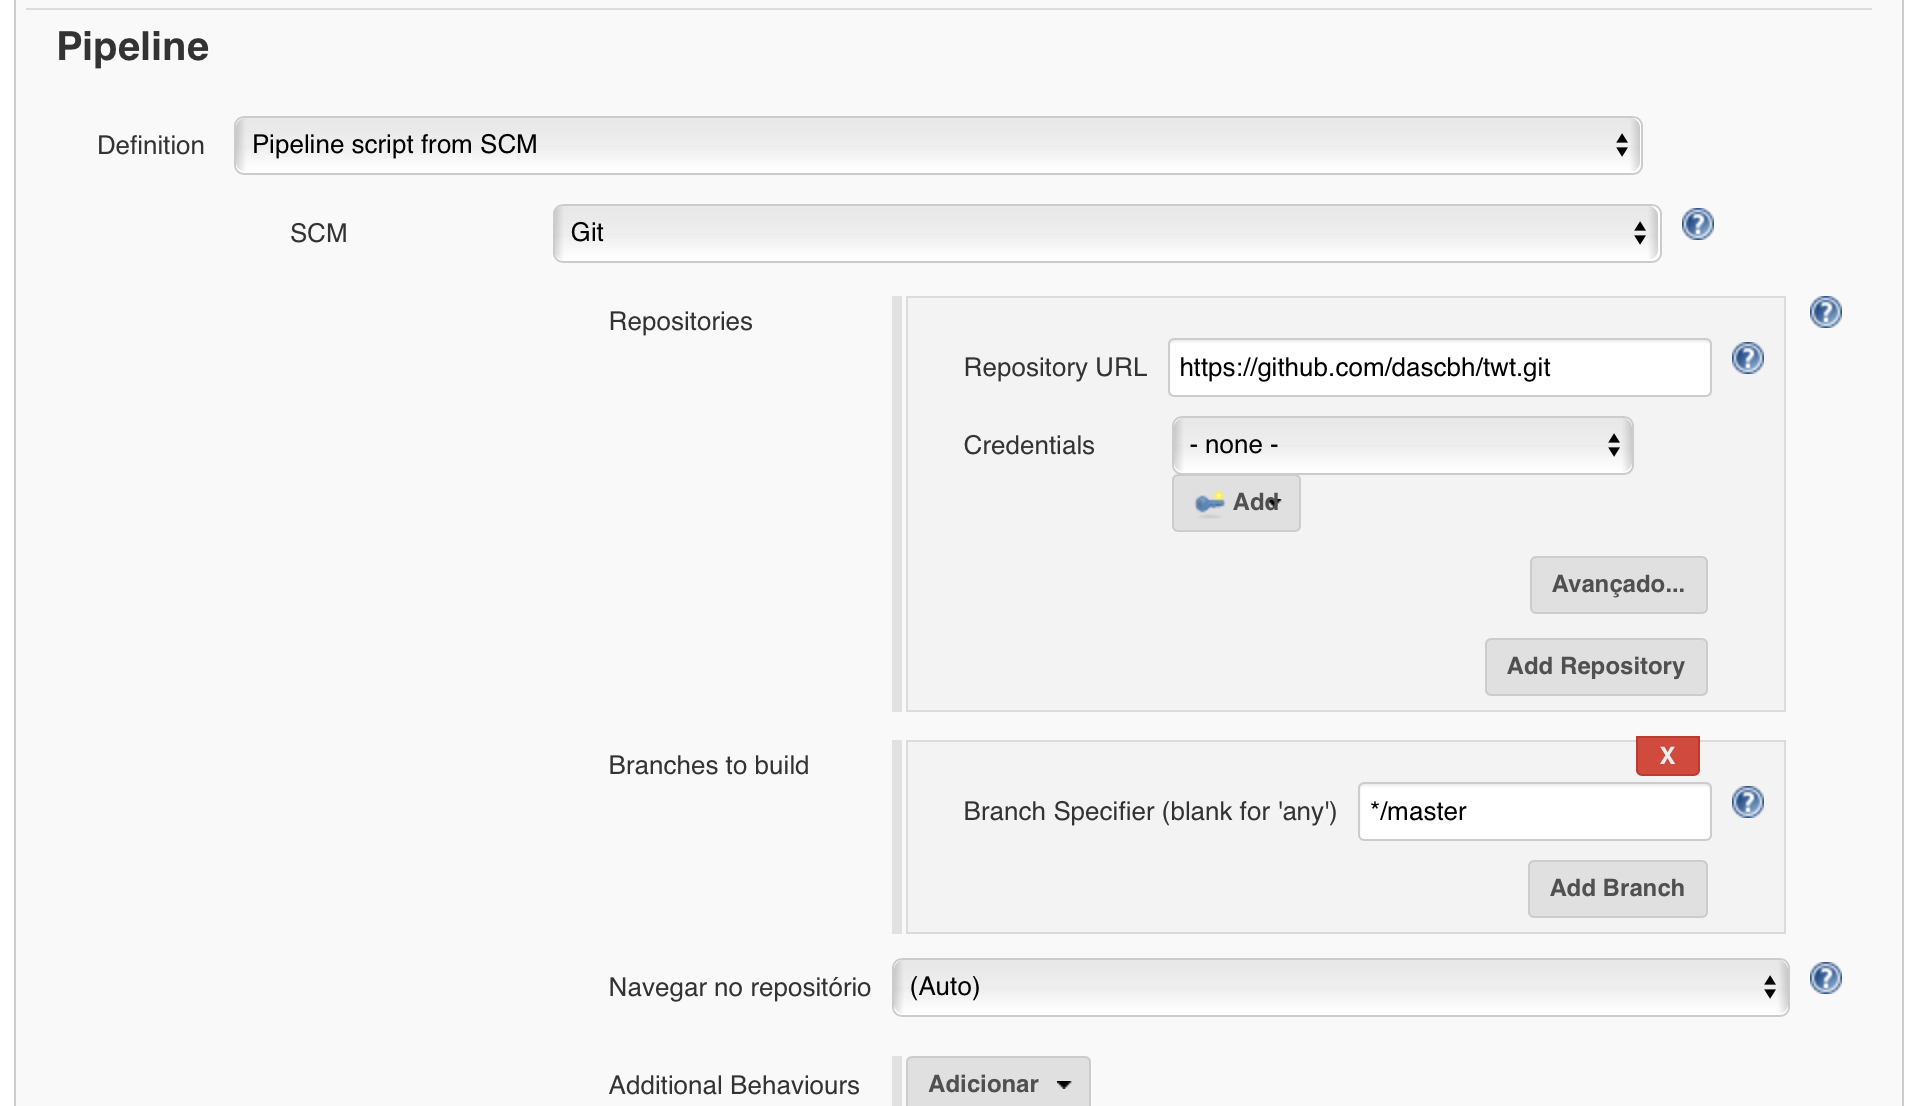 Pipeline
Definition
Pipeline script from SCM
SCM
Git
Repositories
Repository URL
https://github.com/dascbh/twt.git
Credentials
- none -
Add
Avançado...
Add Repository
Branches to build
X
Branch Specifier (blank for 'any')
*/master
Add Branch
Navegar no repositório
(Auto)
Additional Behaviours
Adicionar